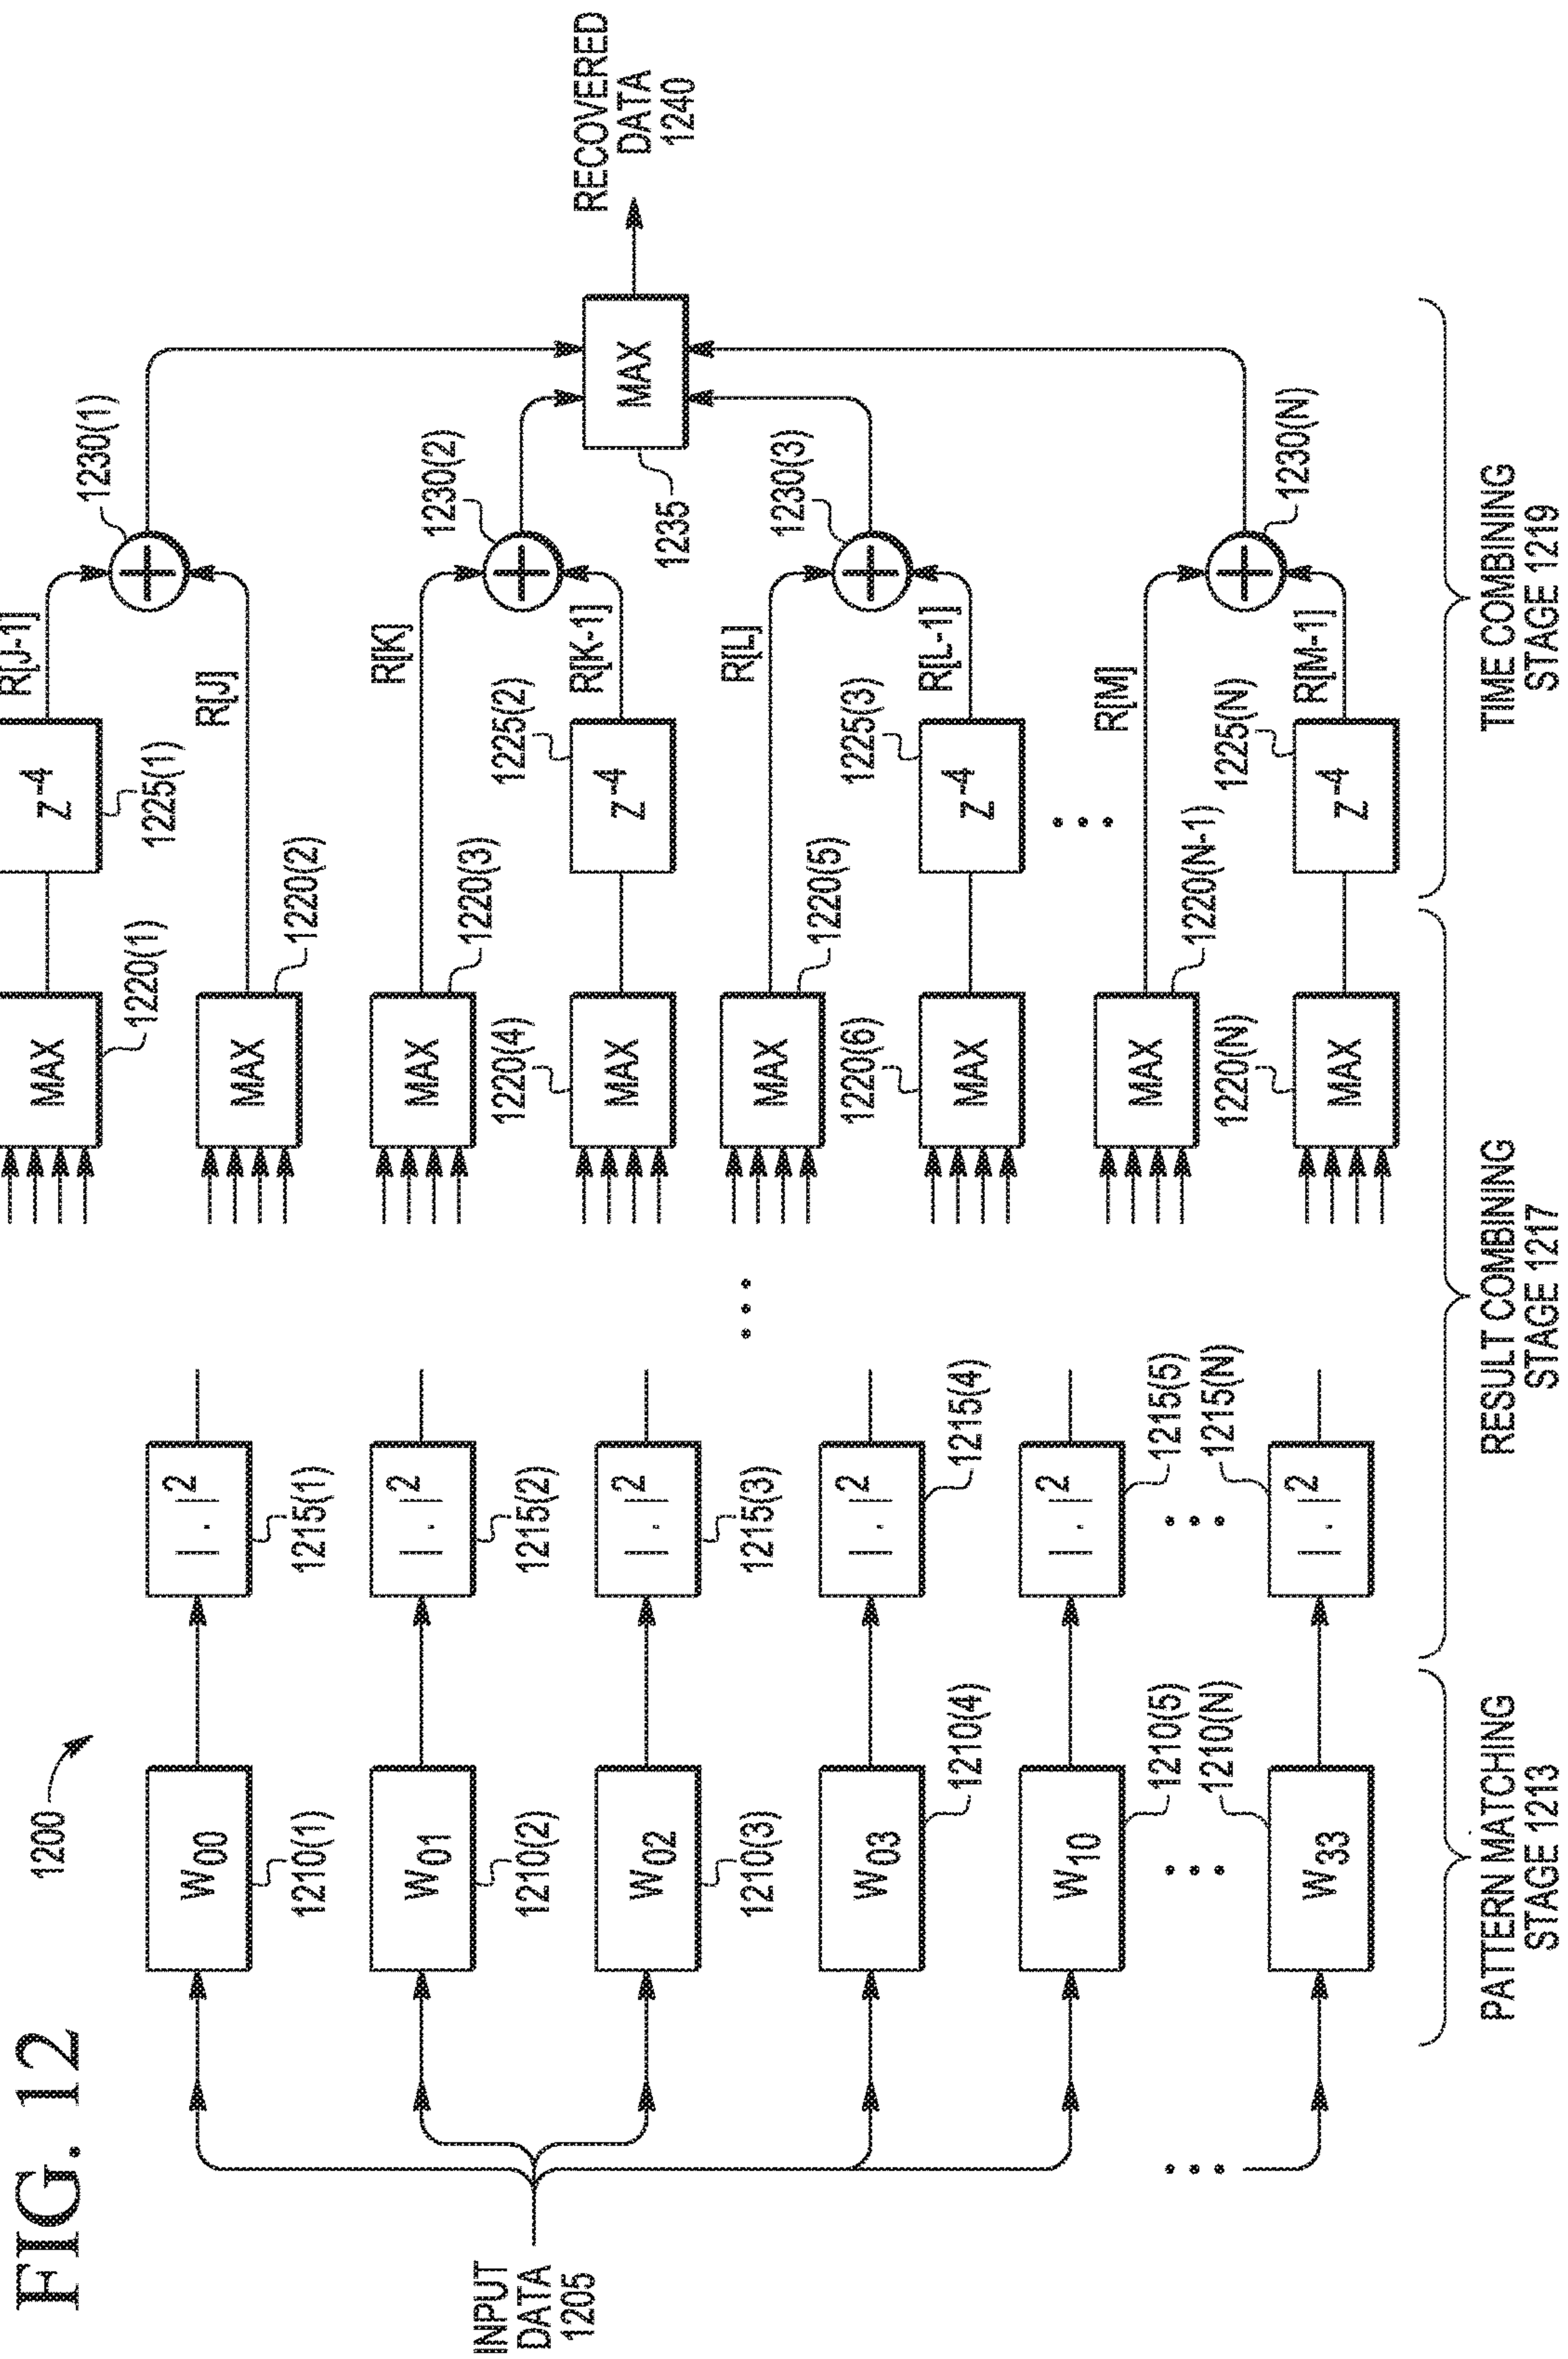 FIG. 12
1200
INPUT
DATA
1205
W00
1210(1)
W01
1210(2)
W02
1210(3)
W03
1210(4)
W10
1210(5)
...
1210(N)
W33
...
PATTERN MATCHING
STAGE 1213
|.|2
1215(1)
|.|2
1215(2)
|.|2
1215(3)
|.|2
1215(4)
|.|2
1215(5)
...
1215(N)
|.|2
...
MAX
1220(1)
MAX
1220(2)
MAX
1220(3)
1220(4)
MAX
MAX
1220(5)
1220(6)
MAX
MAX
1220(N-1)
1220(N)
MAX
RESULT COMBINING
STAGE 1217
Z-4
1225(1)
1225(2)
Z-4
1225(3)
Z-4
...
1225(N)
Z-4
R[J-1]
R[J]
R[K]
R[K-1]
R[L]
R[L-1]
R[M]
R[M-1]
1230(1)
1230(2)
1230(3)
1230(N)
MAX
1235
TIME COMBINING
STAGE 1219
RECOVERED
DATA
1240